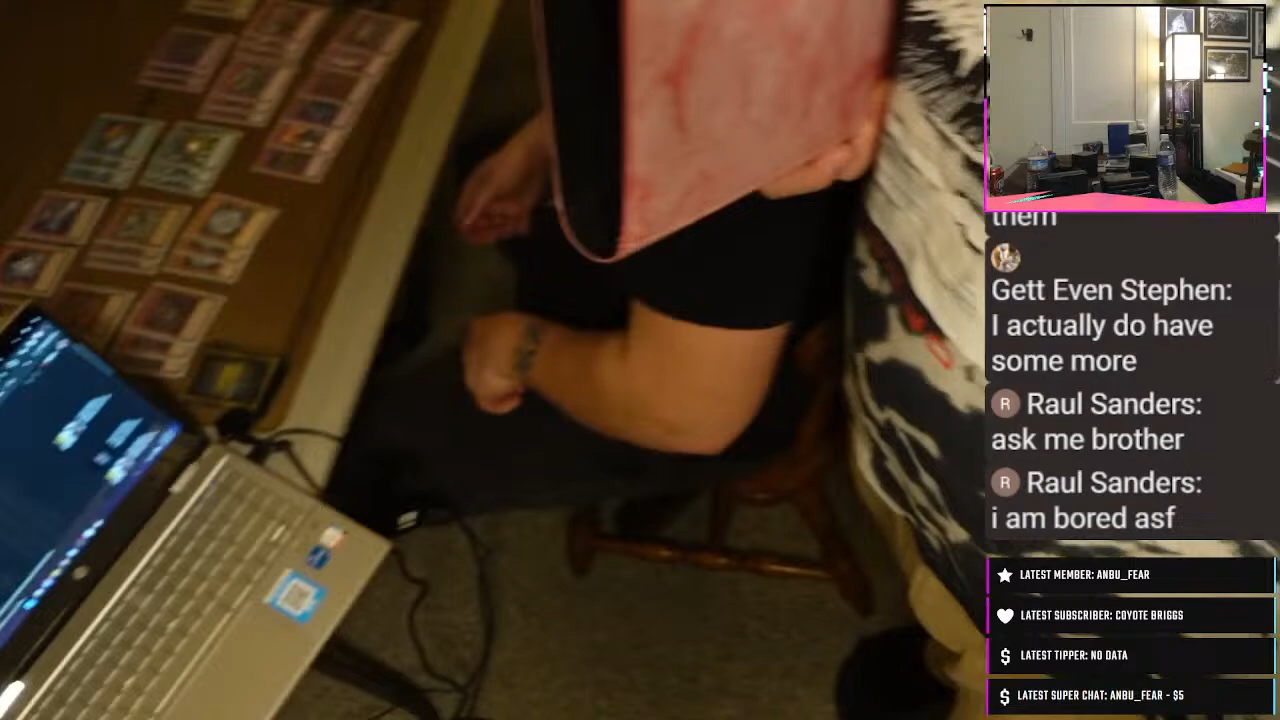 them
Gett Even Stephen:
I actually do have
some more
R Raul Sanders:
ask me brother
R Raul Sanders:
i am bored asf
LATEST MEMBER: ANBU_FEAR
LATEST SUBSCRIBER: COYOTE BRIGGS
$ LATEST TIPPER: NO DATA
$ LATEST SUPER CHAT: ANBU_FEAR - $5